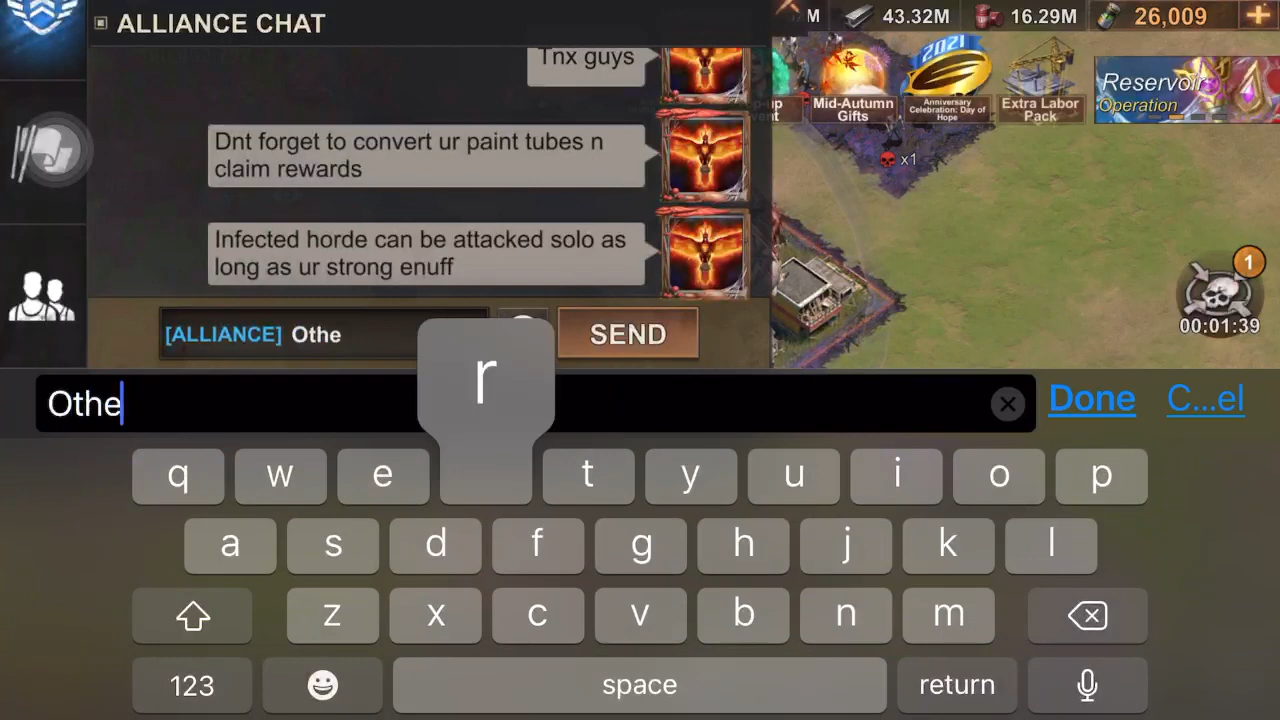 ALLIANCE CHAT
M
43.32M
16.29M
26,009
Tnx guys
Mid-Autumn
Gifts
2021
Anniversary
Celebration: Day of
Hope
Extra Labor
Pack
Reservoir
Operation
x1
Dnt forget to convert ur paint tubes n
claim rewards
Infected horde can be attacked solo as
long as ur strong enuff
1
00:01:39
[ALLIANCE] Othe
SEND
r
Othe
Done
C...el
q w e t y u i o p
a s d f g h j k l
z x c v b n m
123
space
return